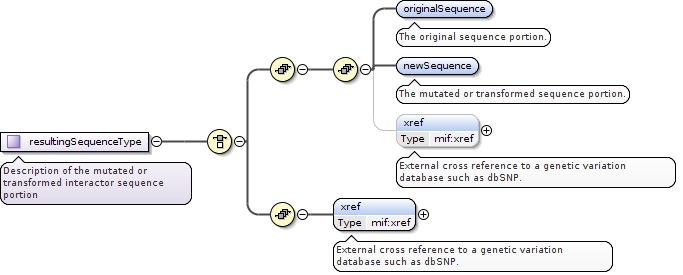 originalSequence
The original sequence portion.
newSequence
The mutated or transformed sequence portion.
xref
Type mif:xref
External cross reference to a genetic variation
database such as dbSNP.
resultingSequenceType
Description of the mutated or
transformed interactor sequence
portion
xref
Type mif:xref
External cross reference to a genetic variation
database such as dbSNP.